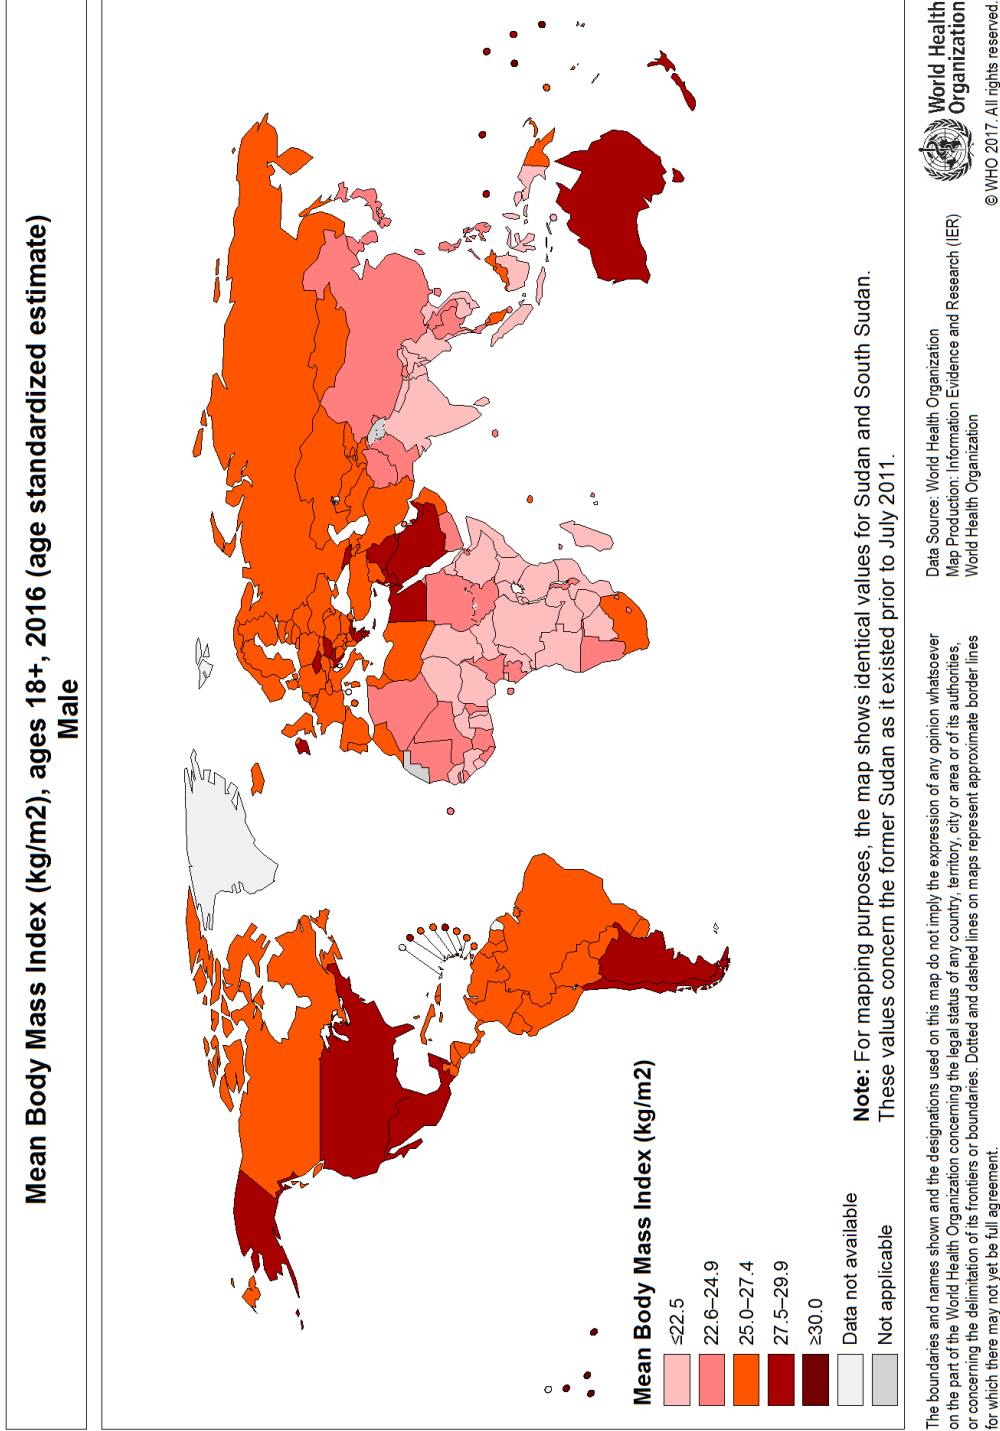 Mean Body Mass Index (kg/m2), ages 18+, 2016 (age standardized estimate)
Male
Mean Body Mass Index (kg/m2)
≤22.5
22.6–24.9
25.0–27.4
27.5–29.9
≥30.0
Data not available
Not applicable
Note: For mapping purposes, the map shows identical values for Sudan and South Sudan.
These values concern the former Sudan as it existed prior to July 2011.
The boundaries and names shown and the designations used on this map do not imply the expression of any opinion whatsoever
on the part of the World Health Organization concerning the legal status of any country, territory, city or area or of its authorities,
or concerning the delimitation of its frontiers or boundaries. Dotted and dashed lines on maps represent approximate border lines
for which there may not yet be full agreement.
Data Source: World Health Organization
Map Production: Information Evidence and Research (IER)
World Health Organization
World Health
Organization
© WHO 2017. All rights reserved.